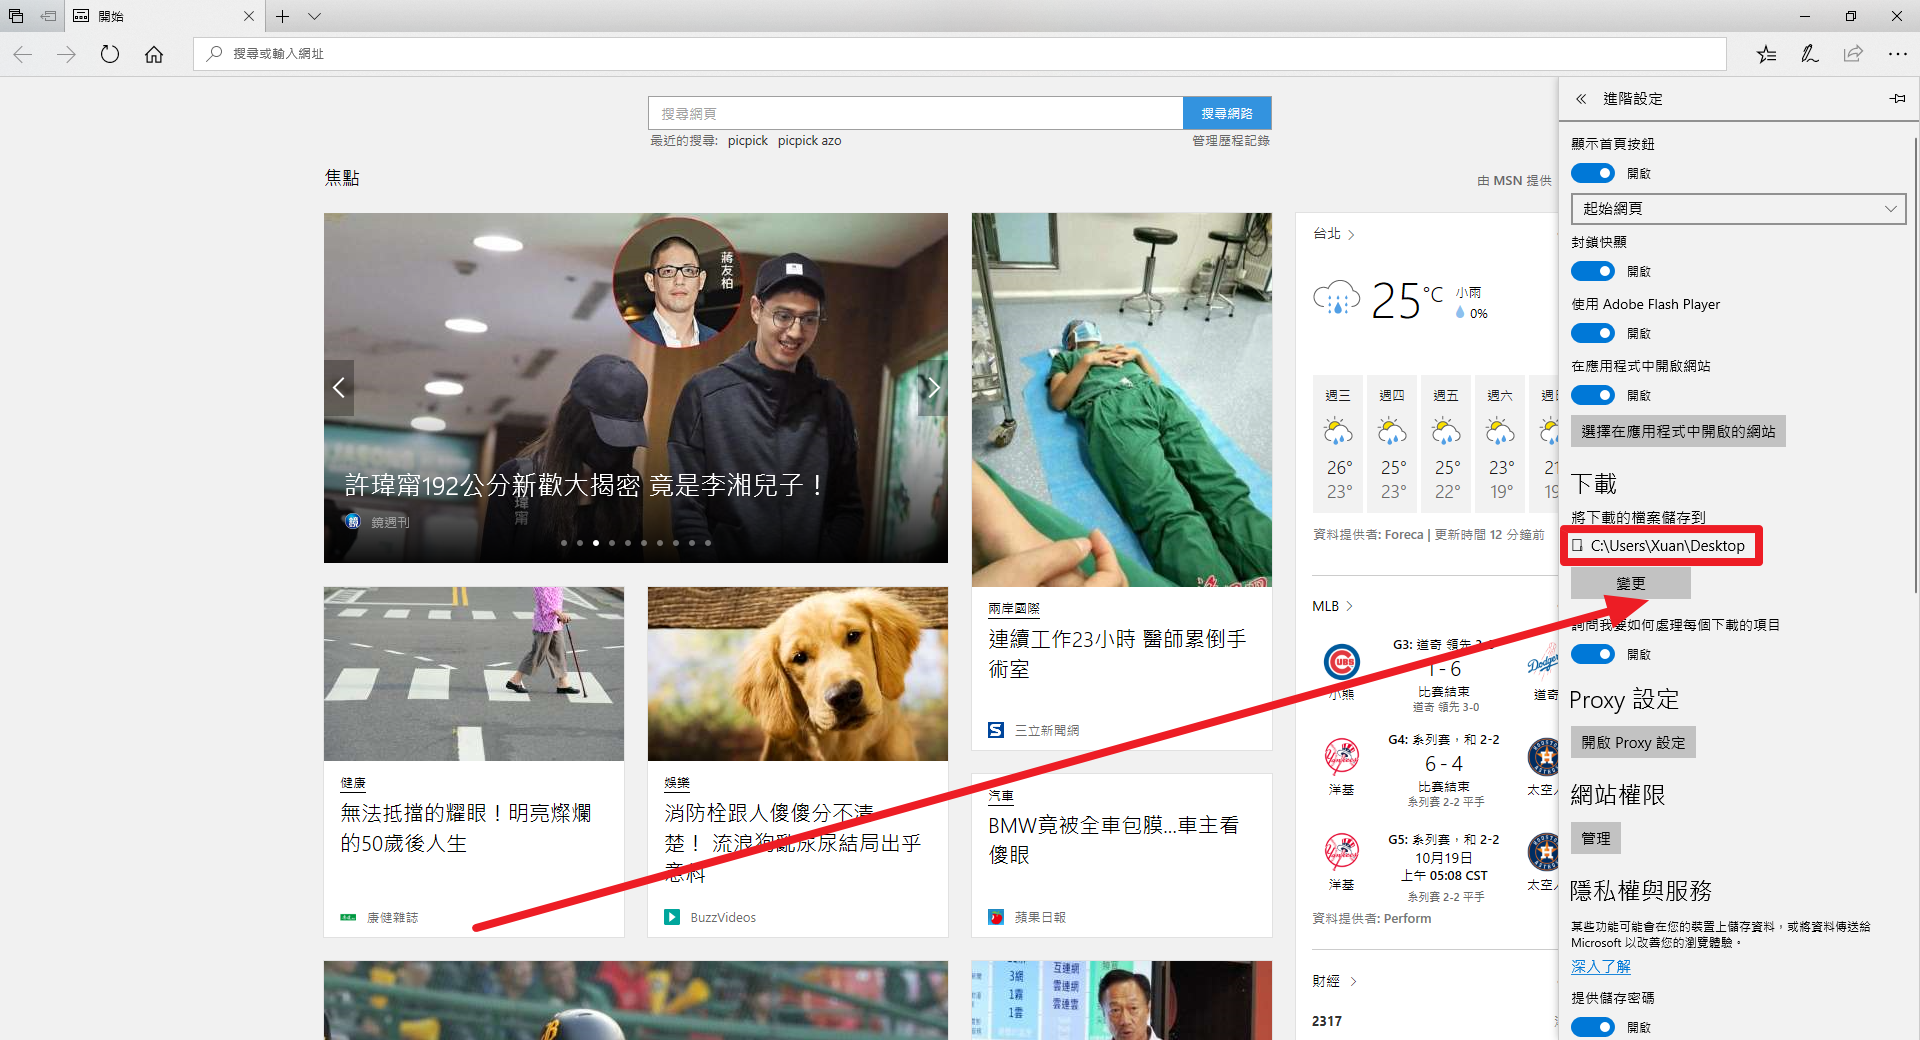 開始
搜尋或輸入網址
搜尋網頁
搜尋網路
最近的搜尋: picpick picpick azo
管理歷程記錄
焦點
由 MSN 提供
蔣友柏
許瑋甯192公分新歡大揭密 竟是李湘兒子！
瑋甯
鏡週刊
健康
無法抵擋的耀眼！明亮燦爛
的50歲後人生
康健雜誌
娛樂
消防栓跟人傻傻分不清
楚！ 流浪狗亂尿尿結局出乎
意料
BuzzVideos
兩岸國際
連續工作23小時 醫師累倒手
術室
三立新聞網
汽車
BMW竟被全車包膜...車主看
傻眼
蘋果日報
3網
1霧
1雲
互連網
雲連網
雲連雲
台北
25°C
小雨
0%
週三 週四 週五 週六
26° 25° 25° 23° 21
23° 23° 22° 19° 19
資料提供者: Foreca | 更新時間 12 分鐘前
MLB
G3: 道奇 領先
1 - 6
比賽結束
道奇 領先 3-0
CUBS
小熊
Dodgers
道奇
G4: 系列賽，和 2-2
6 - 4
比賽結束
系列賽 2-2 平手
洋基
太空人
G5: 系列賽，和 2-2
10月19日
上午 05:08 CST
系列賽 2-2 平手
洋基
太空人
資料提供者: Perform
財經
2317
進階設定
顯示首頁按鈕
開啟
起始網頁
封鎖快顯
開啟
使用 Adobe Flash Player
開啟
在應用程式中開啟網站
開啟
選擇在應用程式中開啟的網站
下載
將下載的檔案儲存到
C:\Users\Xuan\Desktop
變更
詢問我要如何處理每個下載的項目
開啟
Proxy 設定
開啟 Proxy 設定
網站權限
管理
隱私權與服務
某些功能可能會在您的裝置上儲存資料，或將資料傳送給
Microsoft 以改善您的瀏覽體驗。
深入了解
提供儲存密碼
開啟